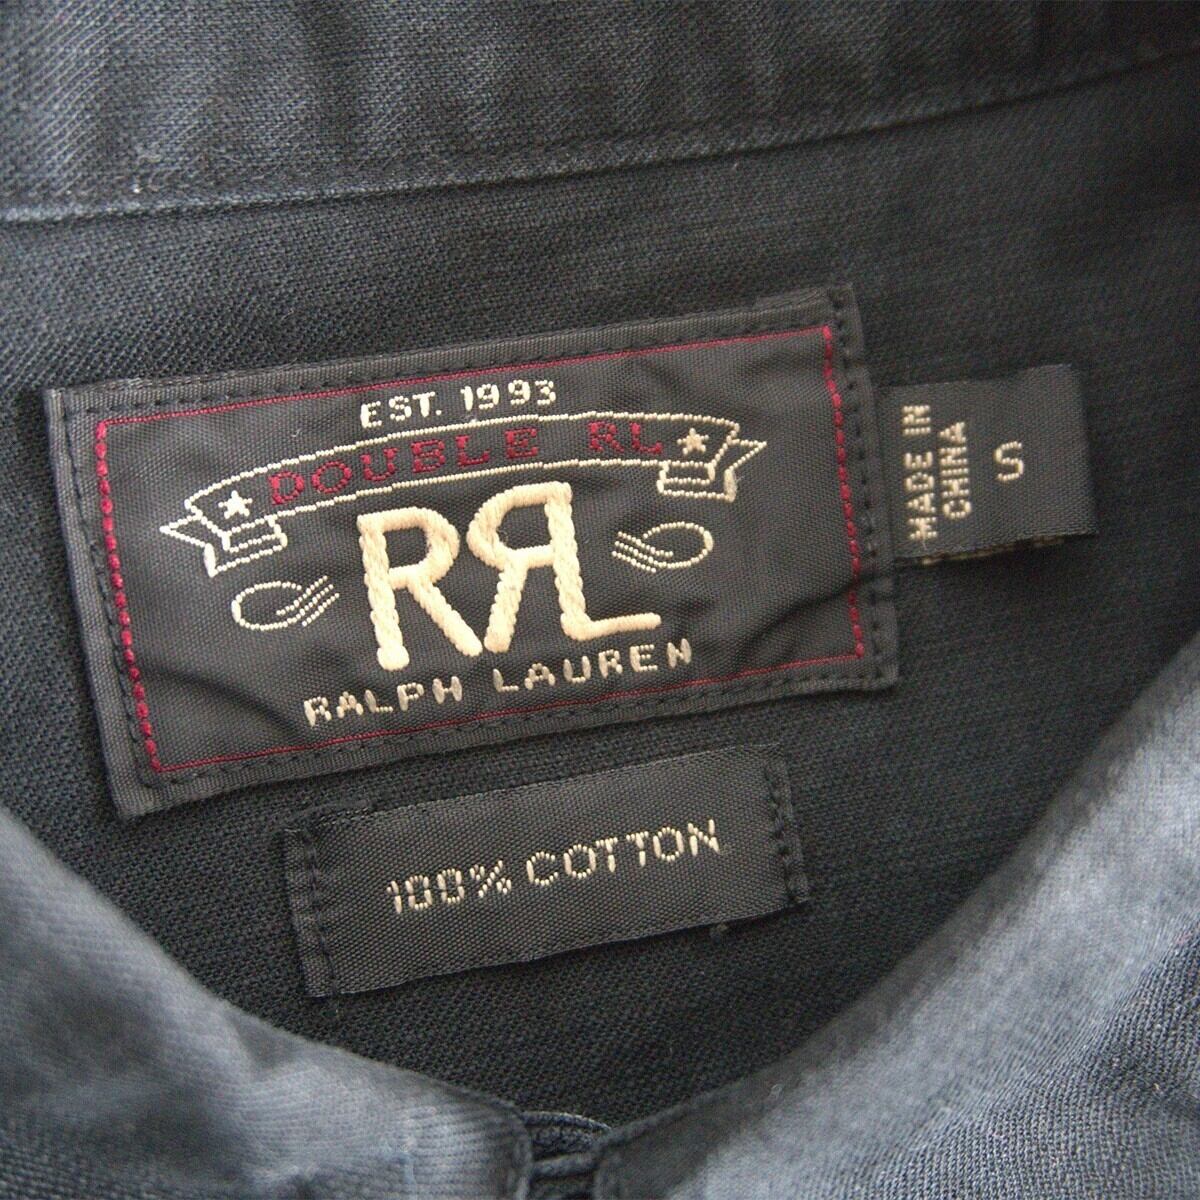 EST. 1993
DOUBLE RL
RRL
RALPH LAUREN
MADE IN
CHINA
S
100% COTTON